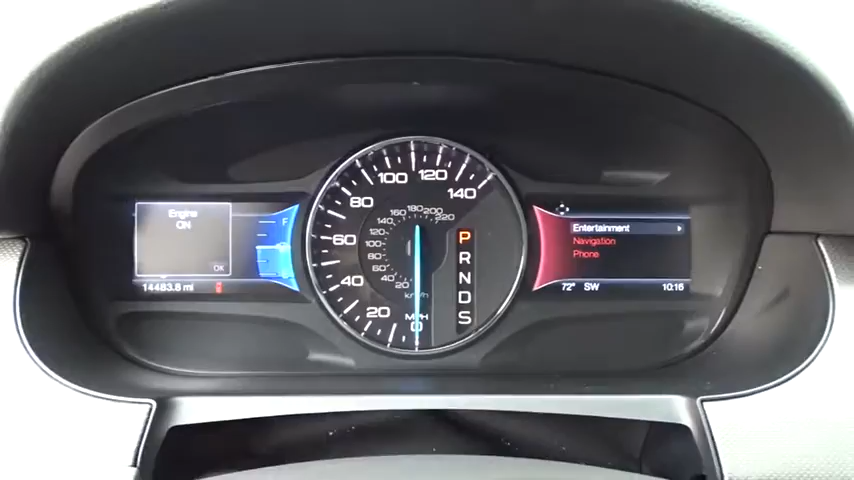 Engine
ON
OK
14483.8 mi
F
0
20
40
60
80
100
120
140
MPH
20
40
60
80
100
120
140
160
180
200
220
km/h
P
R
N
D
S
Entertainment
Navigation
Phone
72° SW
10:16